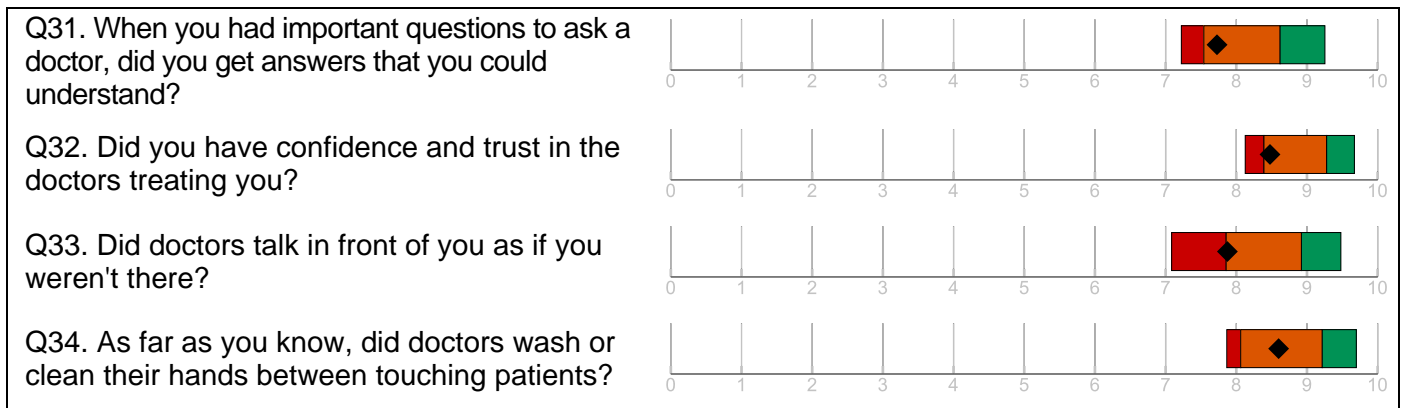 Q31. When you had important questions to ask a
doctor, did you get answers that you could
understand?
0 1 2 3 4 5 6 7 8 9 10
Q32. Did you have confidence and trust in the
doctors treating you?
0 1 2 3 4 5 6 7 8 9 10
Q33. Did doctors talk in front of you as if you
weren't there?
0 1 2 3 4 5 6 7 8 9 10
Q34. As far as you know, did doctors wash or
clean their hands between touching patients?
0 1 2 3 4 5 6 7 8 9 10